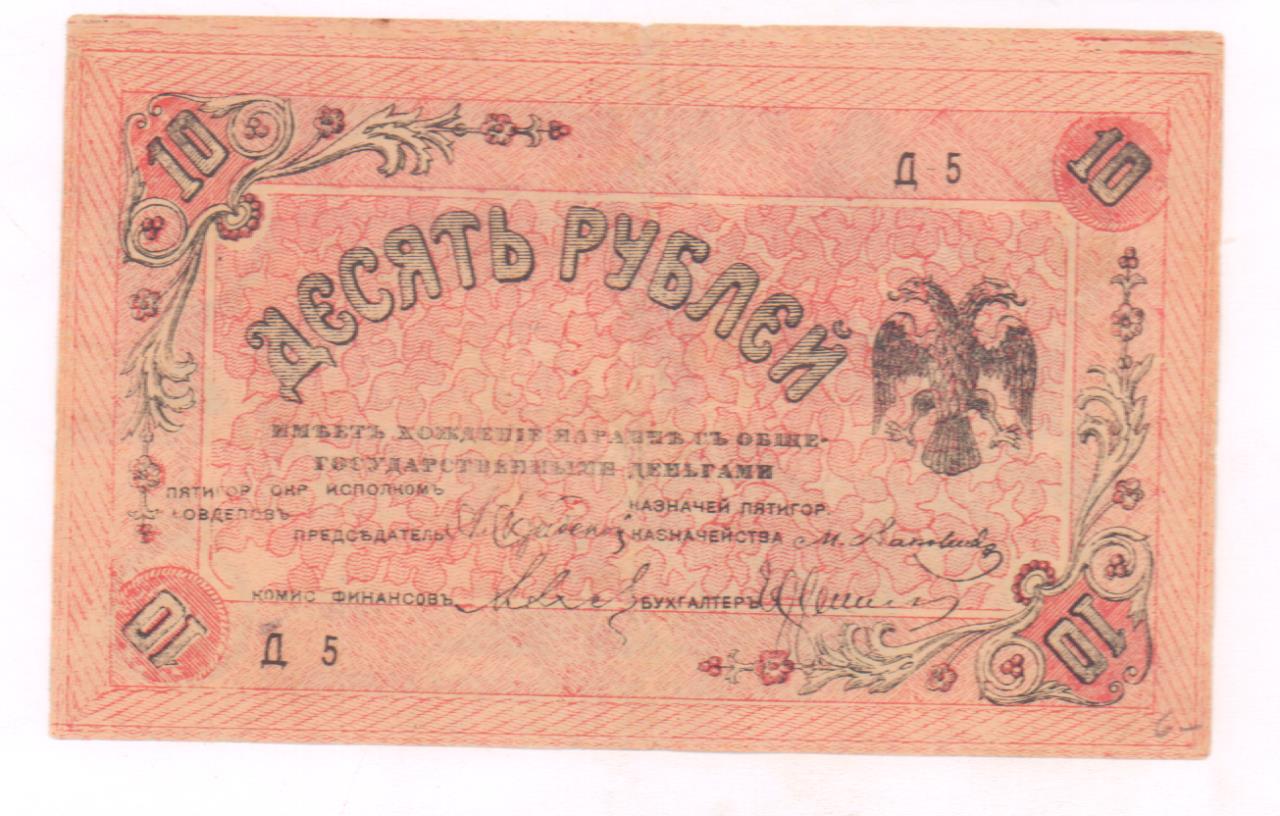 10
10
Д - 5
ДЕСЯТЬ РУБЛЕЙ
ИМѢЕТЪ ХОЖДЕНІЕ НАРАВНѢ СЪ ОБЩЕ-
ГОСУДАРСТВЕННЫМИ ДЕНЬГАМИ
ПЯТИГОР. ОКР. ИСПОЛКОМЪ
КАЗНАЧЕЙ ПЯТИГОР.
СОВДЕПОВЪ
ПРЕДСѢДАТЕЛЬ
КАЗНАЧЕЙСТВА
КОМИС ФИНАНСОВЪ
БУХГАЛТЕРЪ
10
10
Д 5